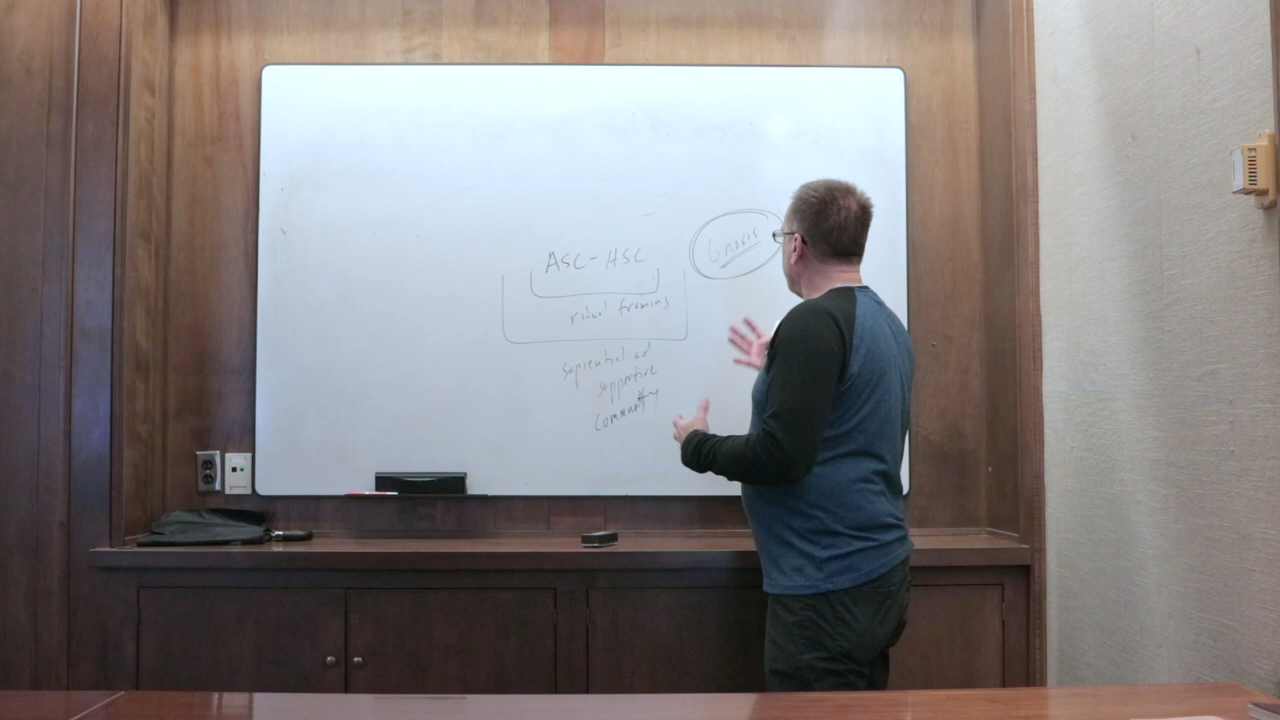 Gnosis
ASC-HSC
ritual framing
sapiential and
supportive
community